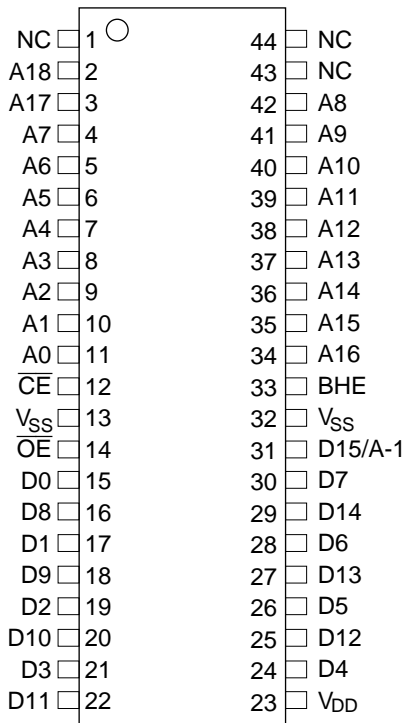 NC 1 44 NC
A18 2 43 NC
A17 3 42 A8
A7 4 41 A9
A6 5 40 A10
A5 6 39 A11
A4 7 38 A12
A3 8 37 A13
A2 9 36 A14
A1 10 35 A15
A0 11 34 A16
C̅E̅ 12 33 BHE
VSS 13 32 VSS
O̅E̅ 14 31 D15/A-1
D0 15 30 D7
D8 16 29 D14
D1 17 28 D6
D9 18 27 D13
D2 19 26 D5
D10 20 25 D12
D3 21 24 D4
D11 22 23 VDD